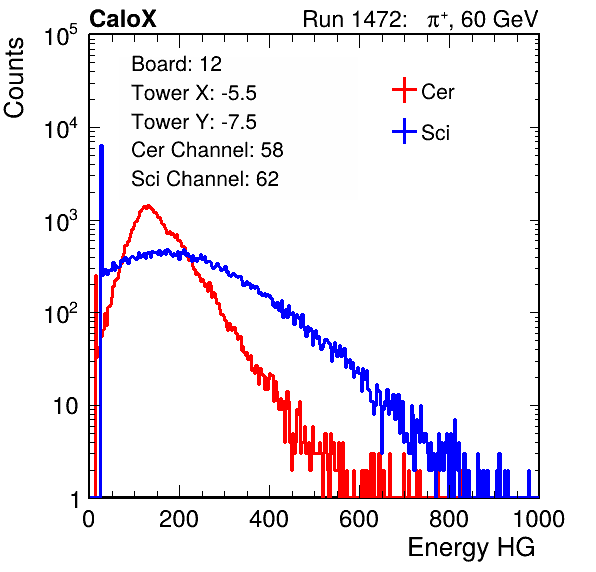 CaloX Run 1472: π⁺, 60 GeV
Counts
Board: 12
Tower X: -5.5
Tower Y: -7.5
Cer Channel: 58
Sci Channel: 62
Cer
Sci
10⁵
10⁴
10³
10²
10
1
0 200 400 600 800 1000
Energy HG